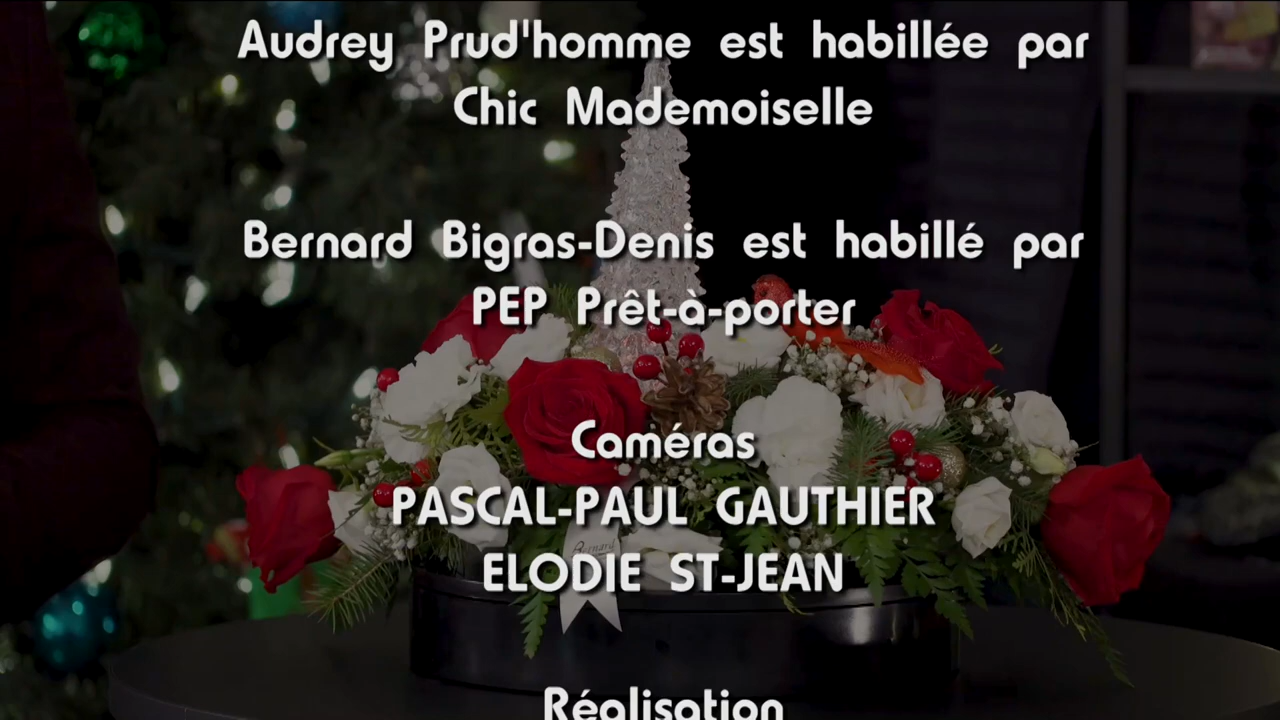 Audrey Prud'homme est habillée par
Chic Mademoiselle
Bernard Bigras-Denis est habillé par
PEP Prêt-à-porter
Caméras
PASCAL-PAUL GAUTHIER
ELODIE ST-JEAN
Bernard
Réalisation